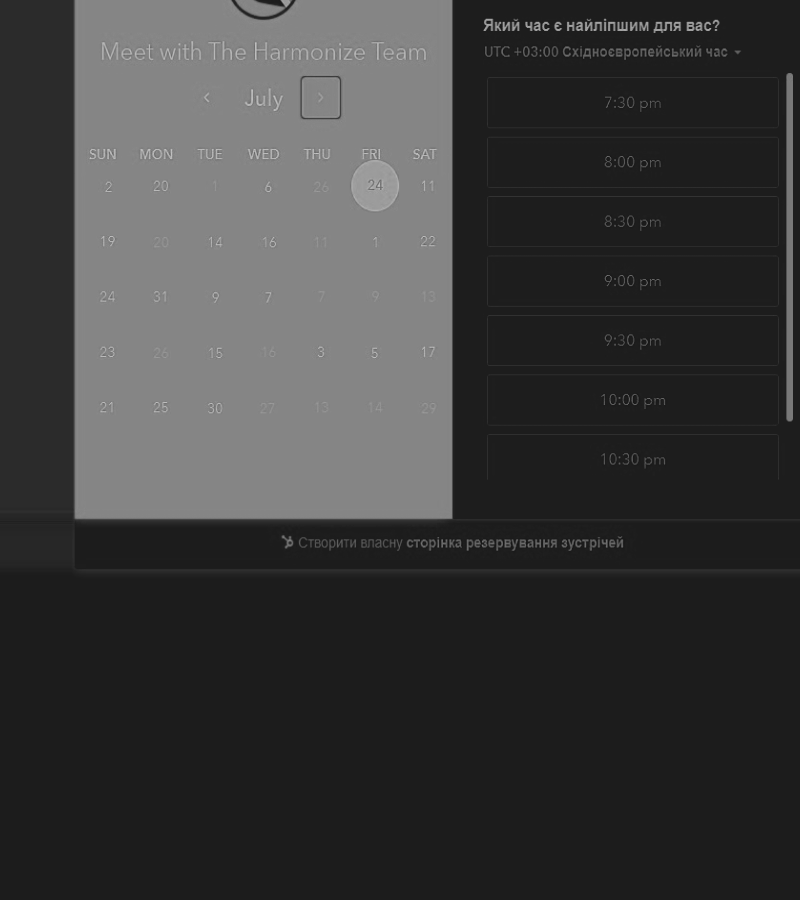 Meet with The Harmonize Team
July
SUN MON TUE WED THU FRI SAT
2 20 1 6 26 24 11
19 20 14 16 11 1 22
24 31 9 7 7 9 13
23 26 15 16 3 5 17
21 25 30 27 13 14 29
Який час є найліпшим для вас?
UTC +03:00 Східноєвропейський час
7:30 pm
8:00 pm
8:30 pm
9:00 pm
9:30 pm
10:00 pm
10:30 pm
Створити власну сторінка резервування зустрічей